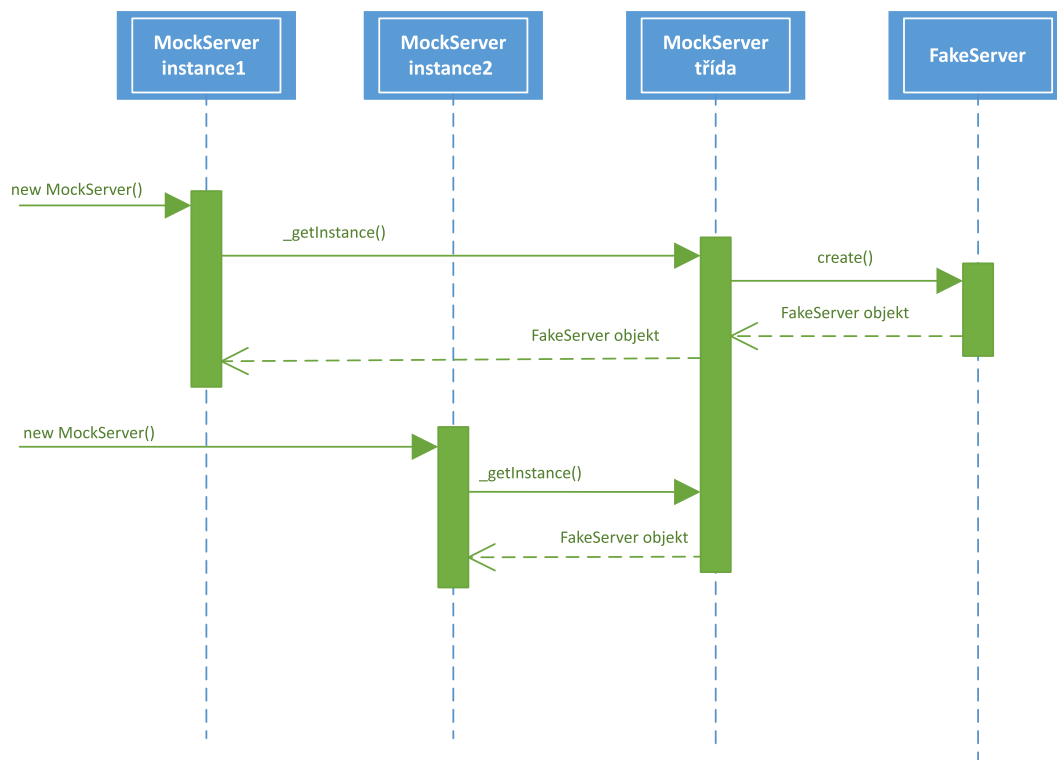 MockServer
instance1
MockServer
instance2
MockServer
třída
FakeServer
new MockServer()
_getInstance()
create()
FakeServer objekt
FakeServer objekt
new MockServer()
_getInstance()
FakeServer objekt